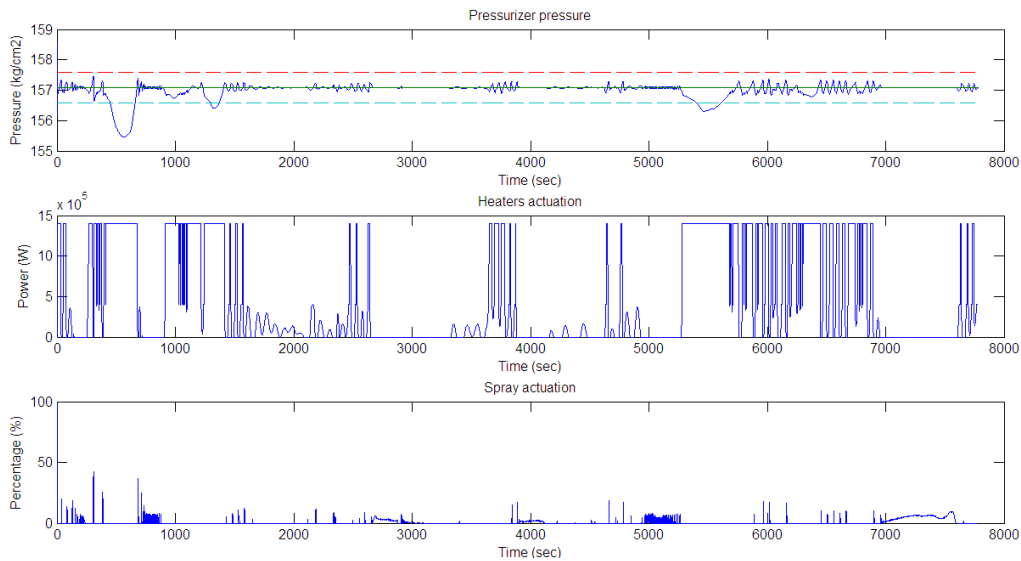 Pressurizer pressure
159
158
157
156
155
Pressure (kg/cm2)
0 1000 2000 3000 4000 5000 6000 7000 8000
Time (sec)
Heaters actuation
x 10^5
15
10
5
0
Power (W)
0 1000 2000 3000 4000 5000 6000 7000 8000
Time (sec)
Spray actuation
100
50
0
Percentage (%)
0 1000 2000 3000 4000 5000 6000 7000 8000
Time (sec)